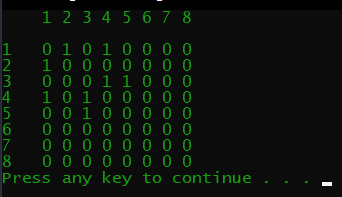 1 2 3 4 5 6 7 8
1 0 1 0 1 0 0 0 0
2 1 0 0 0 0 0 0 0
3 0 0 0 1 1 0 0 0
4 1 0 1 0 0 0 0 0
5 0 0 1 0 0 0 0 0
6 0 0 0 0 0 0 0 0
7 0 0 0 0 0 0 0 0
8 0 0 0 0 0 0 0 0
Press any key to continue . . .